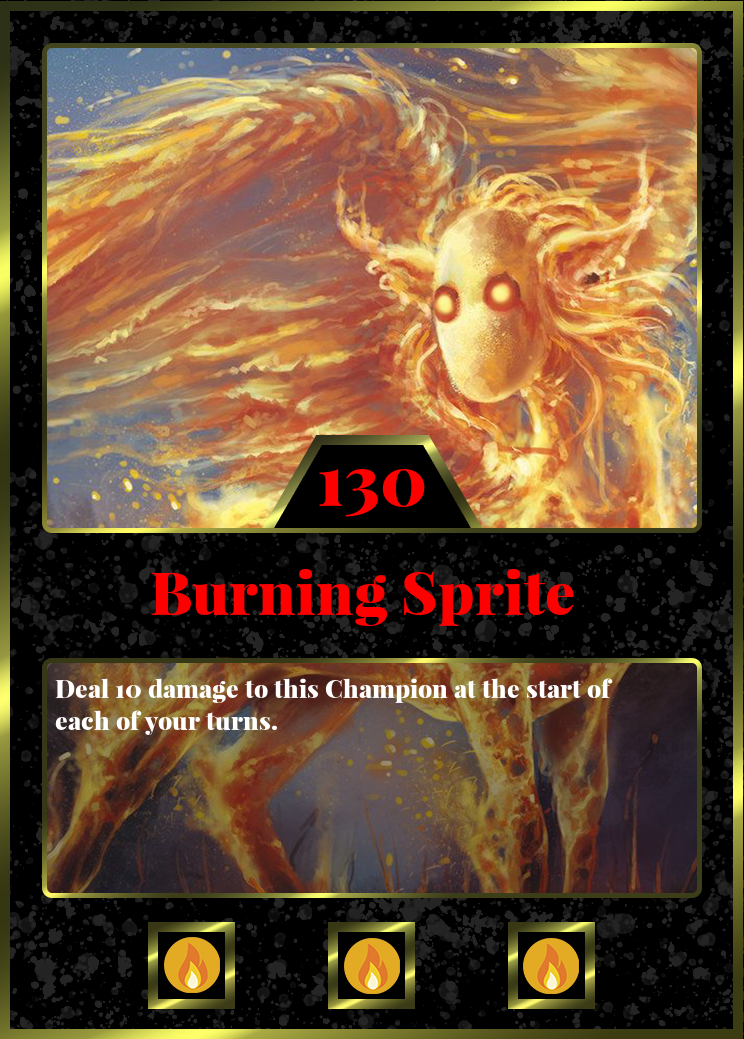 130
Burning Sprite
Deal 10 damage to this Champion at the start of
each of your turns.